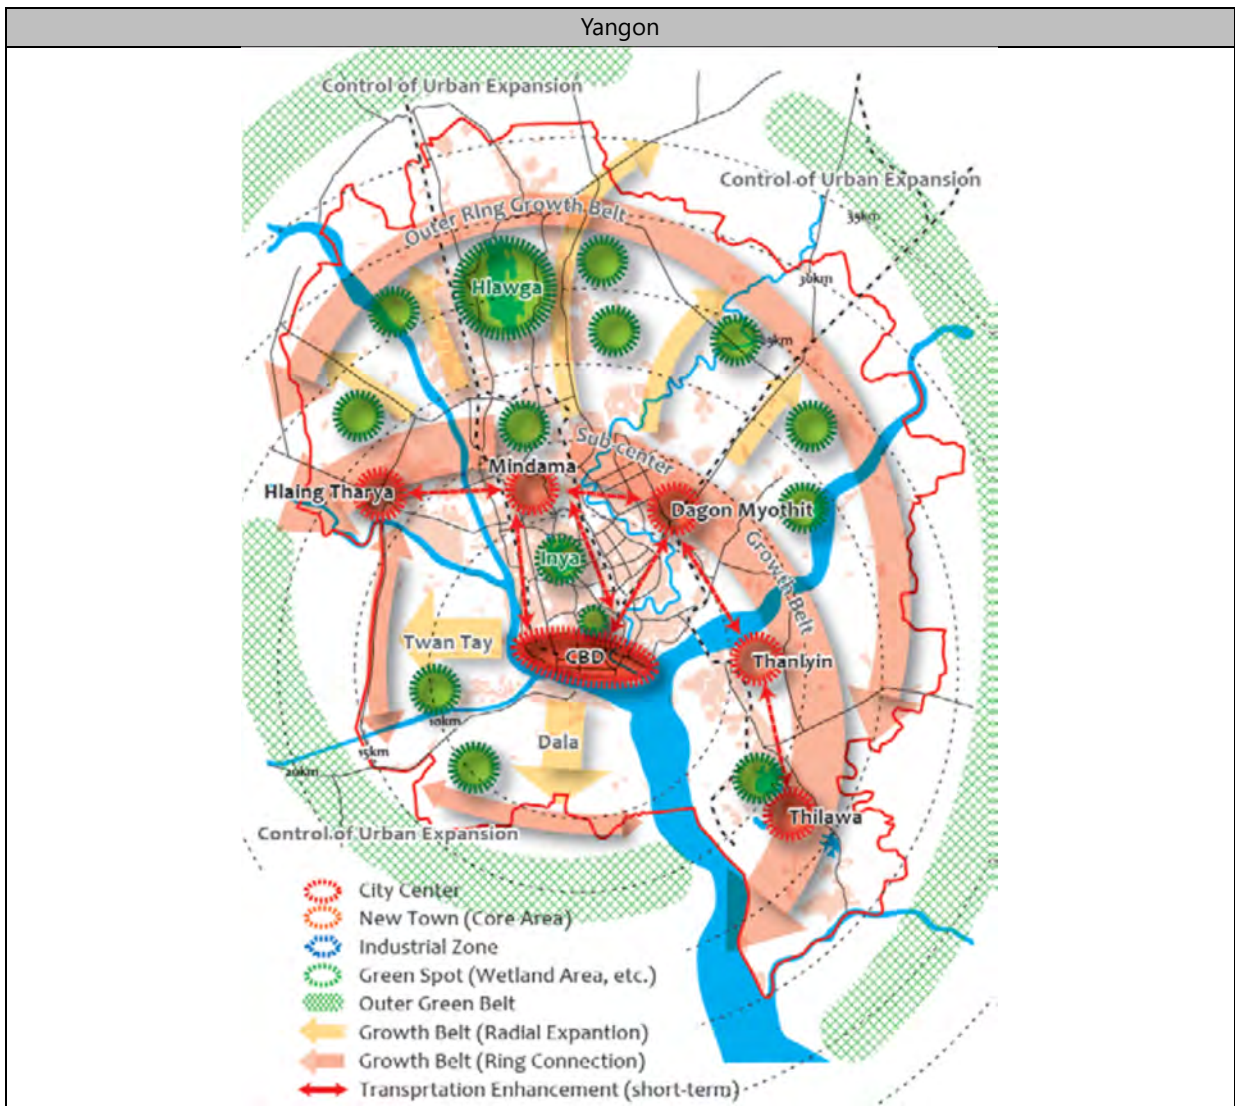 Yangon
Control of Urban Expansion
Control of Urban Expansion
35km
Outer Ring Growth Belt
30km
Hlawga
25km
Sub center
Mindama
Hlaing Tharya
Dagon Myothit
Growth Belt
Inya
Twan Tay
CBD
Thanlyin
10km
Dala
15km
20km
Thilawa
Control of Urban Expansion
City Center
New Town (Core Area)
Industrial Zone
Green Spot (Wetland Area, etc.)
Outer Green Belt
Growth Belt (Radial Expantion)
Growth Belt (Ring Connection)
Transprtation Enhancement (short-term)